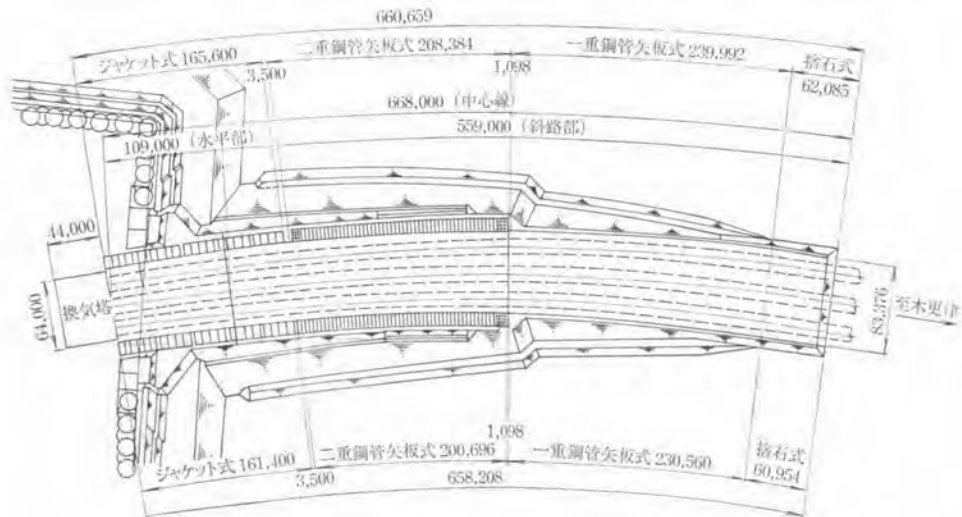 660,659
ジャケット式 165,600
二重鋼管矢板式 208,384
一重鋼管矢板式 239,992
捨石式
3,500
1,098
62,085
668,000（中心線）
559,000（斜路部）
109,000（水平部）
44,000
換気塔
64,000
至木更津
1,098
ジャケット式 161,400
二重鋼管矢板式 200,696
一重鋼管矢板式 230,560
捨石式
3,500
60,954
658,208